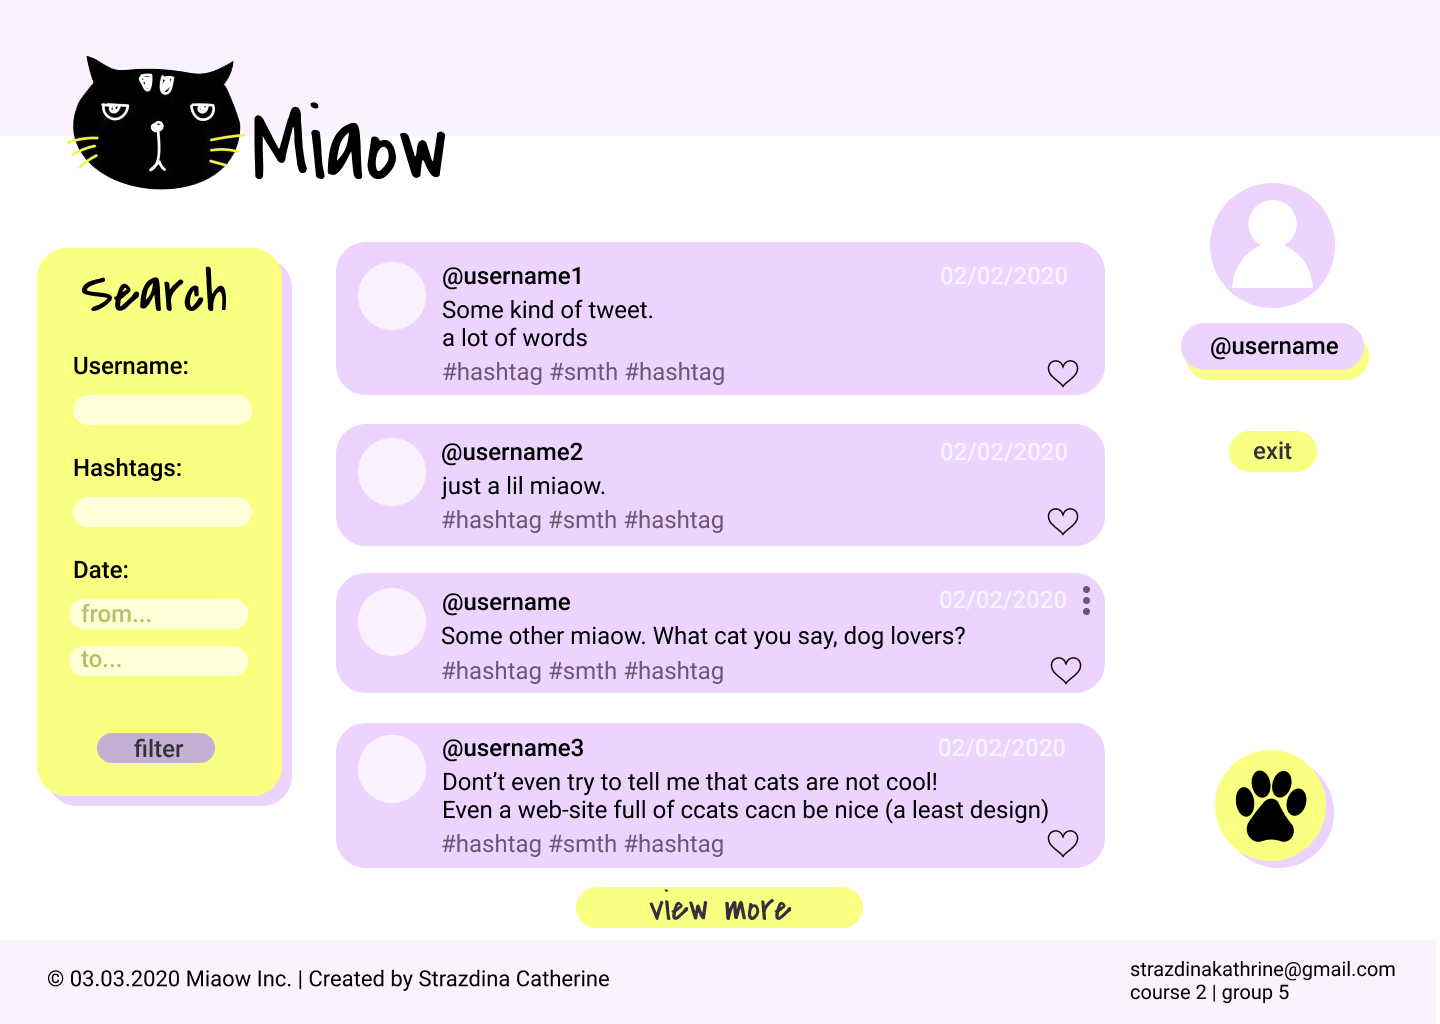 Miaow
Search
Username:
Hashtags:
Date:
from...
to...
filter
@username1
02/02/2020
Some kind of tweet.
a lot of words
#hashtag #smth #hashtag
@username2
02/02/2020
just a lil miaow.
#hashtag #smth #hashtag
@username
02/02/2020
Some other miaow. What cat you say, dog lovers?
#hashtag #smth #hashtag
@username3
02/02/2020
Dont’t even try to tell me that cats are not cool!
Even a web-site full of ccats cacn be nice (a least design)
#hashtag #smth #hashtag
view more
@username
exit
© 03.03.2020 Miaow Inc. | Created by Strazdina Catherine
strazdinakathrine@gmail.com
course 2 | group 5